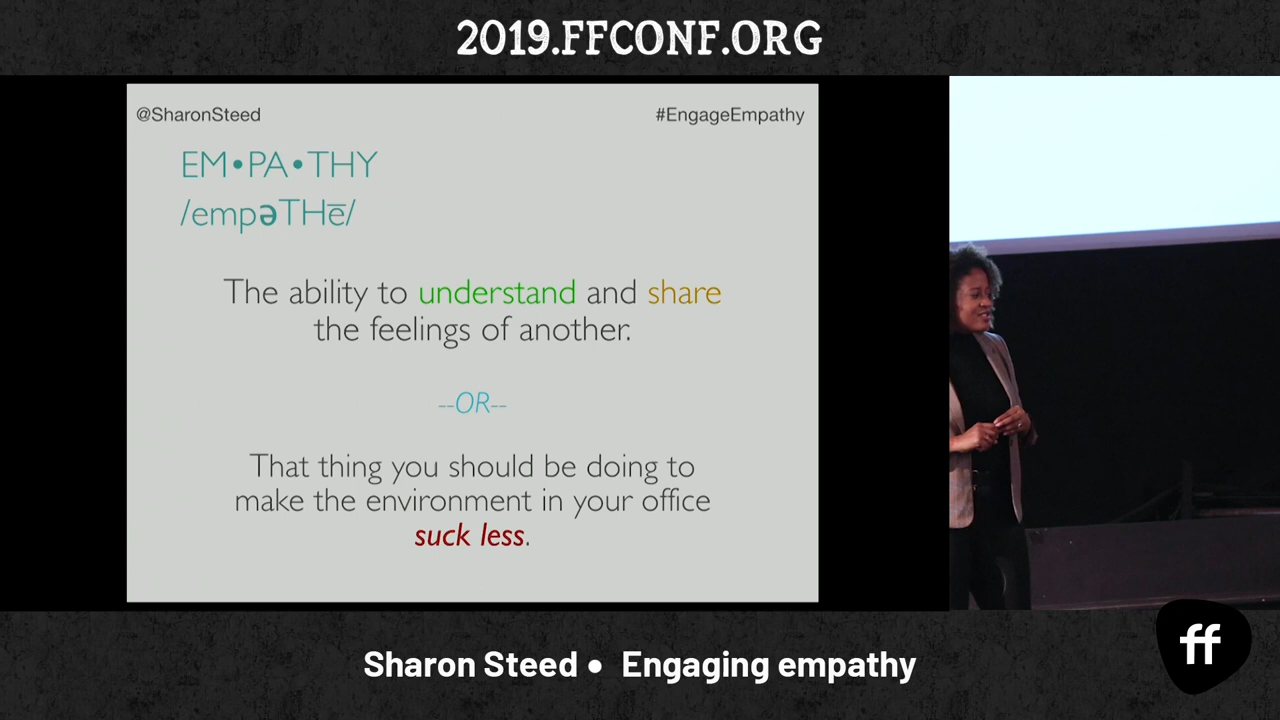 2019.FFCONF.ORG
@SharonSteed
#EngageEmpathy
EM•PA•THY
/empəTHē/
The ability to understand and share
the feelings of another.
--OR--
That thing you should be doing to
make the environment in your office
suck less.
Sharon Steed • Engaging empathy
ff